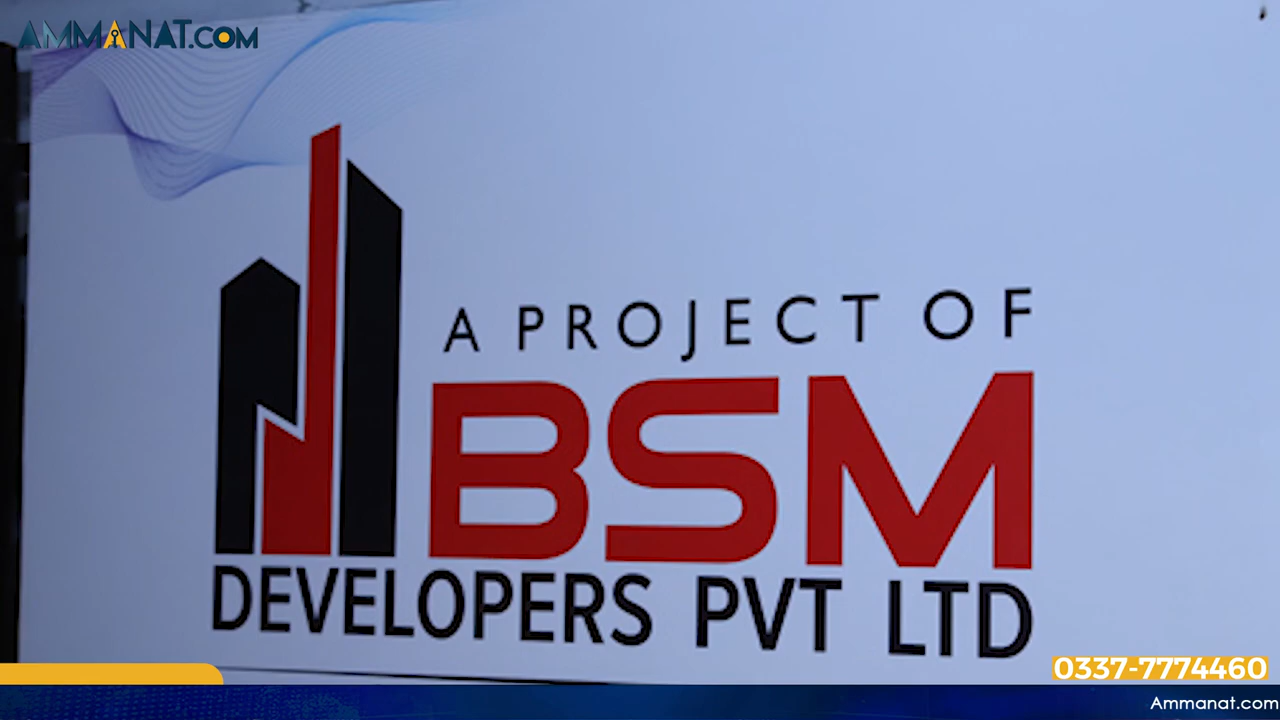 AMMANAT.COM
A PROJECT OF
BSM
DEVELOPERS PVT LTD
0337-7774460
Ammanat.com